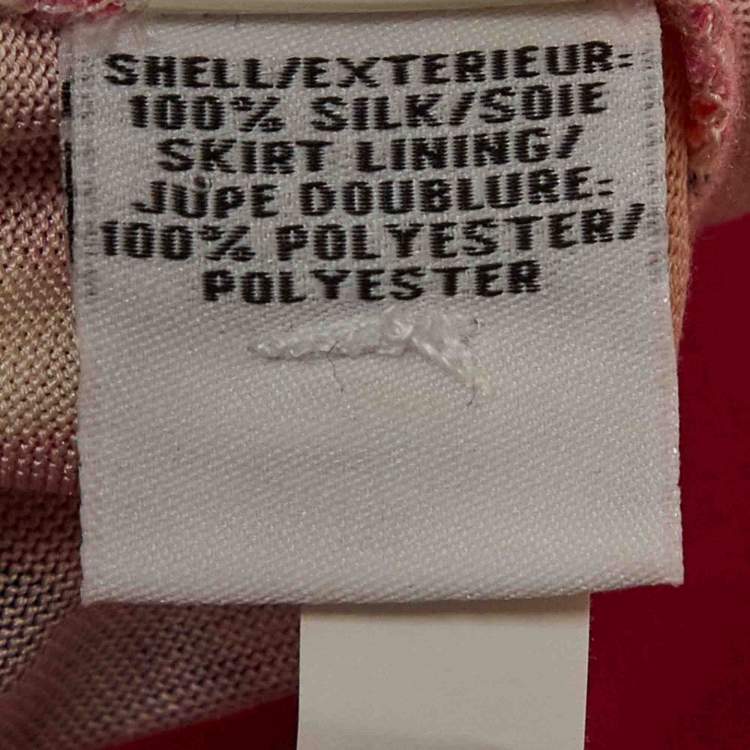 SHELL/EXTERIEUR:
100% SILK/SOIE
SKIRT LINING/
JUPE DOUBLURE:
100% POLYESTER/
POLYESTER